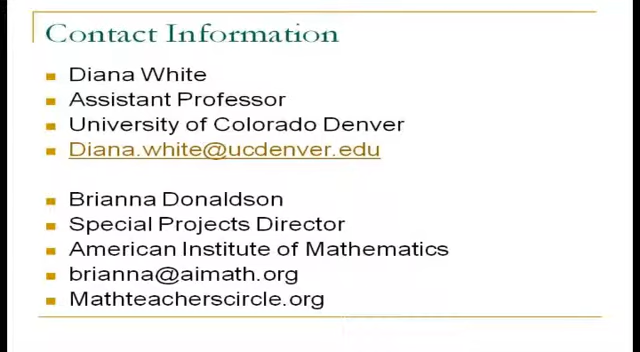 Contact Information
Diana White
Assistant Professor
University of Colorado Denver
Diana.white@ucdenver.edu
Brianna Donaldson
Special Projects Director
American Institute of Mathematics
brianna@aimath.org
Mathteacherscircle.org